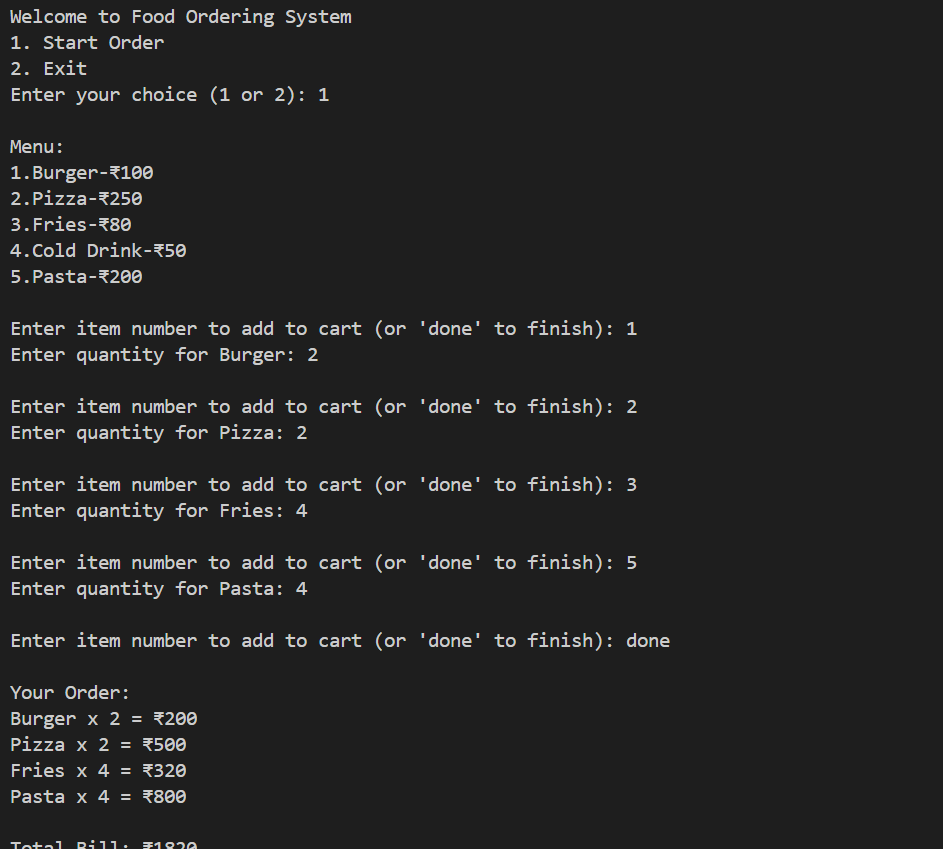 Welcome to Food Ordering System
1. Start Order
2. Exit
Enter your choice (1 or 2): 1
Menu:
1.Burger-₹100
2.Pizza-₹250
3.Fries-₹80
4.Cold Drink-₹50
5.Pasta-₹200
Enter item number to add to cart (or 'done' to finish): 1
Enter quantity for Burger: 2
Enter item number to add to cart (or 'done' to finish): 2
Enter quantity for Pizza: 2
Enter item number to add to cart (or 'done' to finish): 3
Enter quantity for Fries: 4
Enter item number to add to cart (or 'done' to finish): 5
Enter quantity for Pasta: 4
Enter item number to add to cart (or 'done' to finish): done
Your Order:
Burger x 2 = ₹200
Pizza x 2 = ₹500
Fries x 4 = ₹320
Pasta x 4 = ₹800
Total Bill: ₹1820